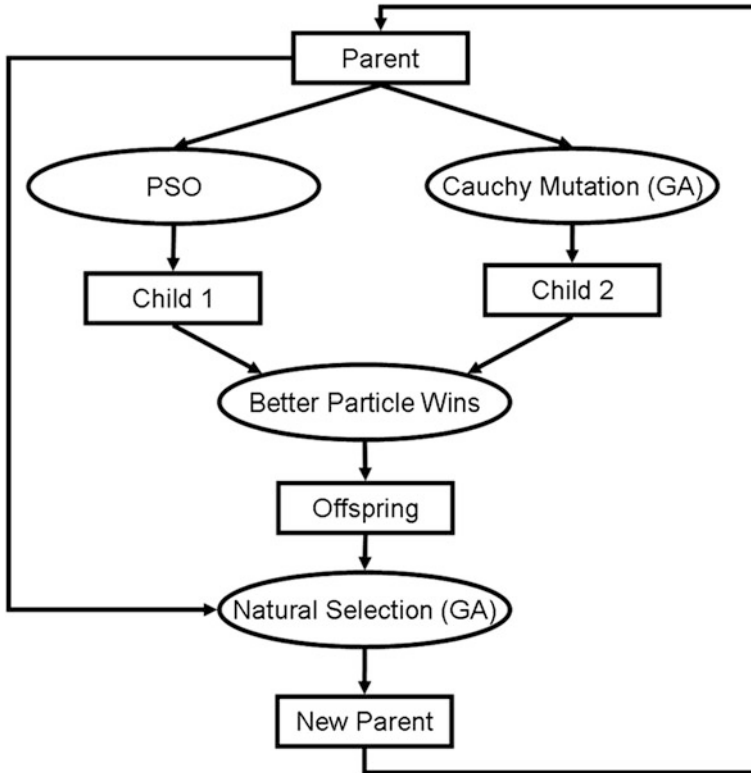 Parent
PSO
Cauchy Mutation (GA)
Child 1
Child 2
Better Particle Wins
Offspring
Natural Selection (GA)
New Parent